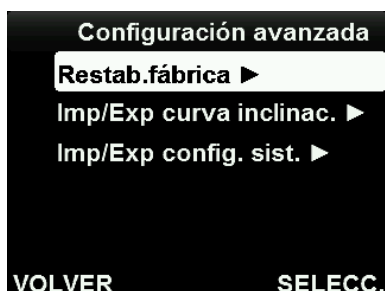 Configuración avanzada
Restab.fábrica ►
Imp/Exp curva inclinac. ►
Imp/Exp config. sist. ►
VOLVER SELECC.